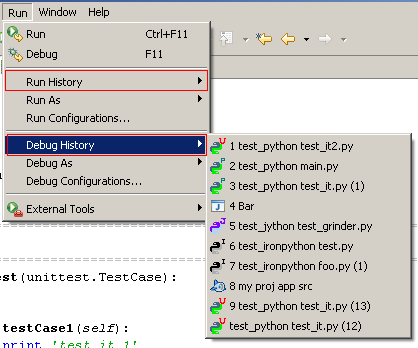 Run Window Help
Run Ctrl+F11
Debug F11
Run History
Run As
Run Configurations...
Debug History
Debug As
Debug Configurations...
External Tools
1 test_python test_it2.py
2 test_python main.py
3 test_python test_it.py (1)
4 Bar
5 test_jython test_grinder.py
6 test_ironpython test.py
7 test_ironpython foo.py (1)
8 my proj app src
9 test_python test_it.py (13)
test_python test_it.py (12)
est(unittest.TestCase):
testCase1(self):
print 'test it 1'